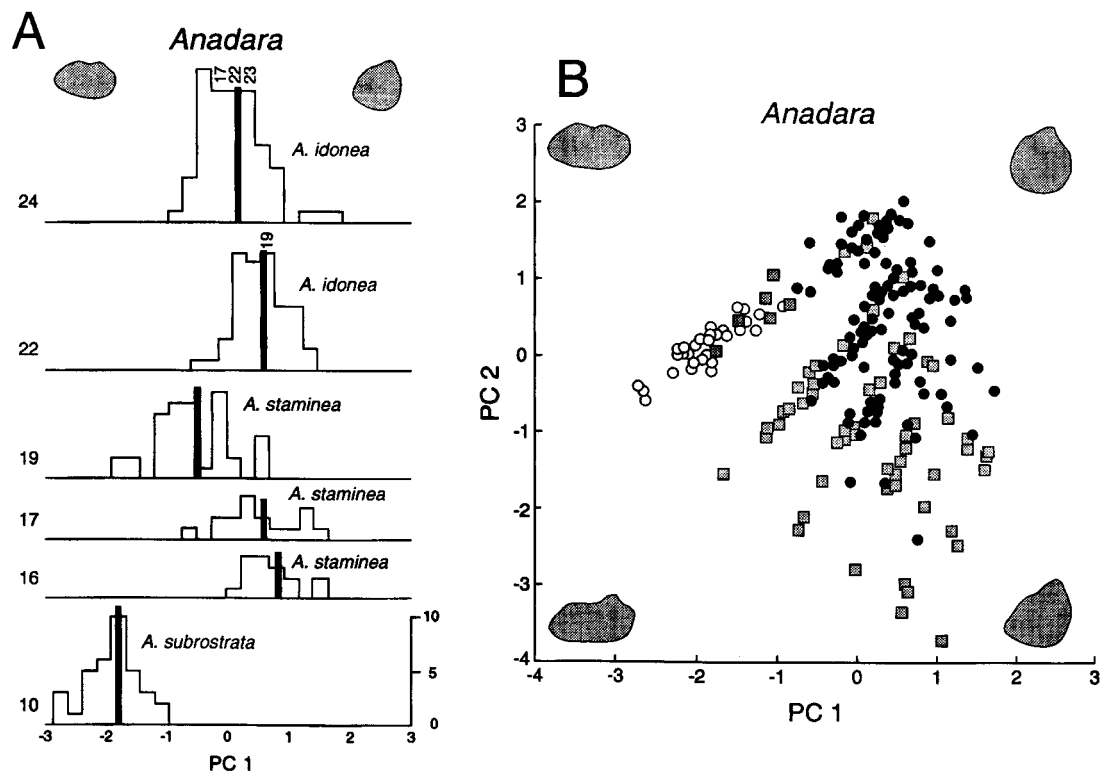 A
Anadara
17 22 23
A. idonea
24
19
A. idonea
22
A. staminea
19
A. staminea
17
A. staminea
16
A. subrostrata
10
10
5
0
-3 -2 -1 0 1 2 3
PC 1
B
Anadara
3
2
1
0
-1
-2
-3
-4
PC 2
-4 -3 -2 -1 0 1 2 3
PC 1